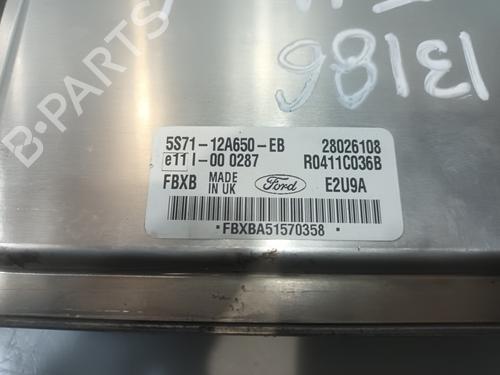 13186
5S71-12A650-EB 28026108
e11 I-00 0287 R0411C036B
FBXB MADE IN UK Ford E2U9A
*FBXBA51570358*
B-PARTS